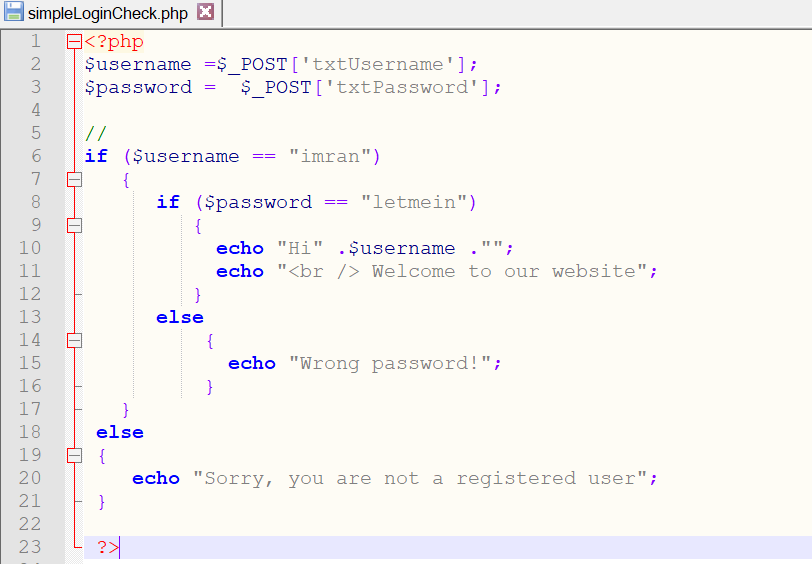 simpleLoginCheck.php
1 <?php
2 $username =$_POST['txtUsername'];
3 $password =  $_POST['txtPassword'];
4
5 //
6 if ($username == "imran")
7    {
8       if ($password == "letmein")
9          {
10            echo "Hi" .$username ."";
11            echo "<br /> Welcome to our website";
12          }
13       else
14           {
15             echo "Wrong password!";
16           }
17    }
18  else
19  {
20     echo "Sorry, you are not a registered user";
21  }
22
23  ?>